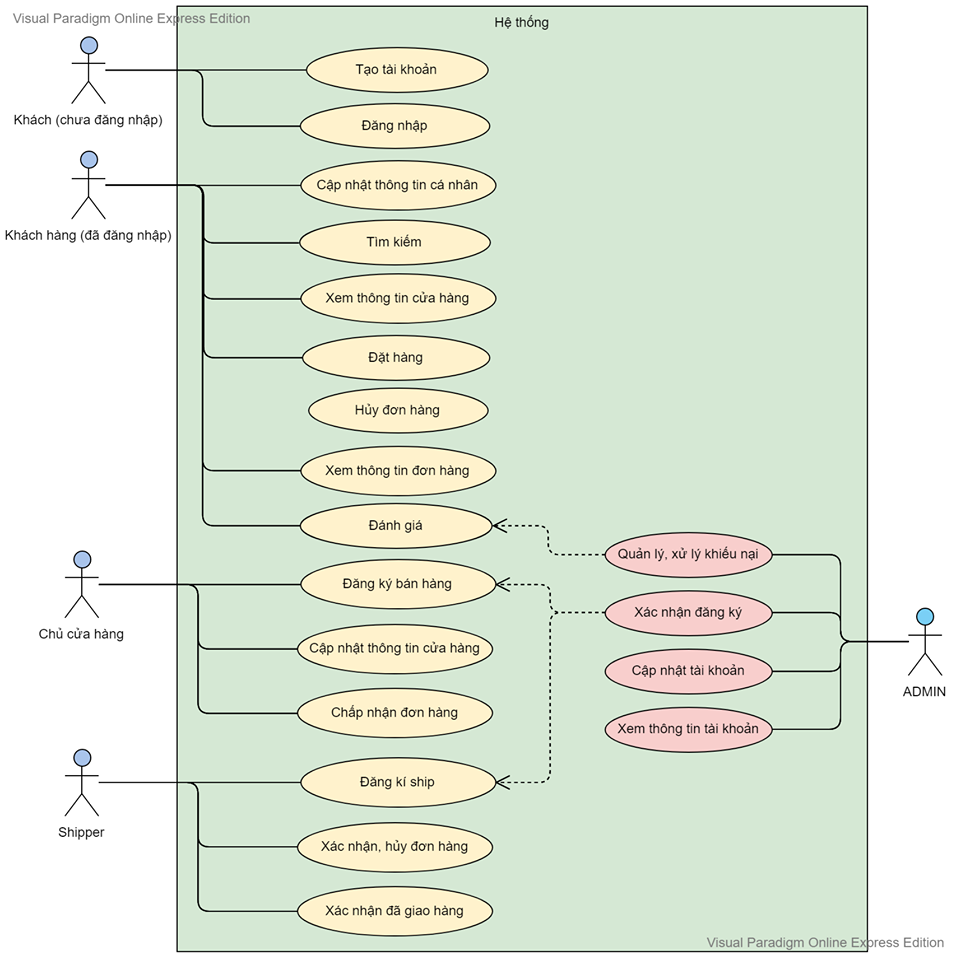 Visual Paradigm Online Express Edition
Hệ thống
Tạo tài khoản
Khách (chưa đăng nhập)
Đăng nhập
Cập nhật thông tin cá nhân
Khách hàng (đã đăng nhập)
Tìm kiếm
Xem thông tin cửa hàng
Đặt hàng
Hủy đơn hàng
Xem thông tin đơn hàng
Đánh giá
Quản lý, xử lý khiếu nại
Đăng ký bán hàng
Xác nhận đăng ký
Chủ cửa hàng
Cập nhật thông tin cửa hàng
Cập nhật tài khoản
ADMIN
Chấp nhận đơn hàng
Xem thông tin tài khoản
Đăng kí ship
Shipper
Xác nhận, hủy đơn hàng
Xác nhận đã giao hàng
Visual Paradigm Online Express Edition